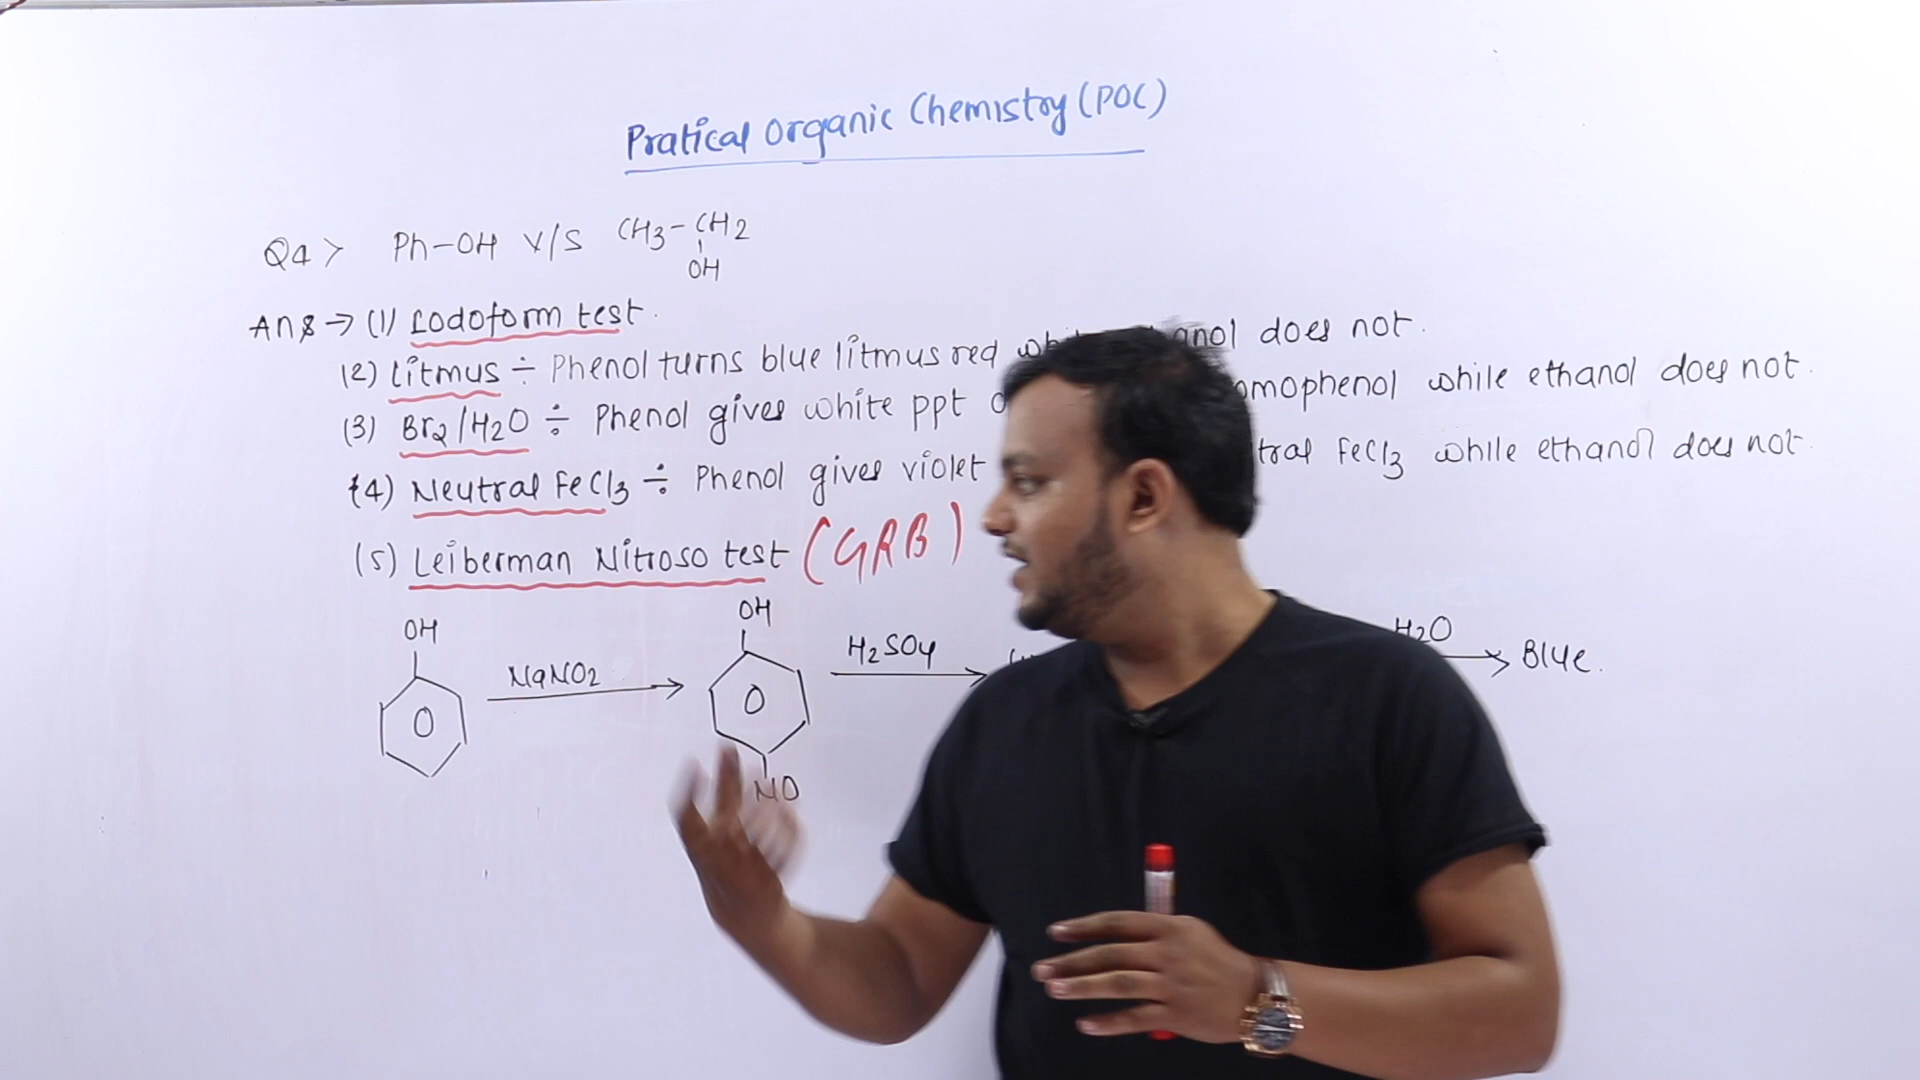 Pratical Organic Chemistry (POC)
Q4> Ph-OH V/S CH3-CH2
OH
Ans → (1) Iodoform test.
(2) Litmus ÷ Phenol turns blue litmus red does not.
(3) Br2/H2O ÷ Phenol gives white ppt while ethanol does not.
(4) Neutral FeCl3 ÷ Phenol gives violet FeCl3 while ethanol does not.
(5) Leiberman Nitroso test (GRB)
OH OH
NaNO2 H2SO4 H2O Blue.
NO